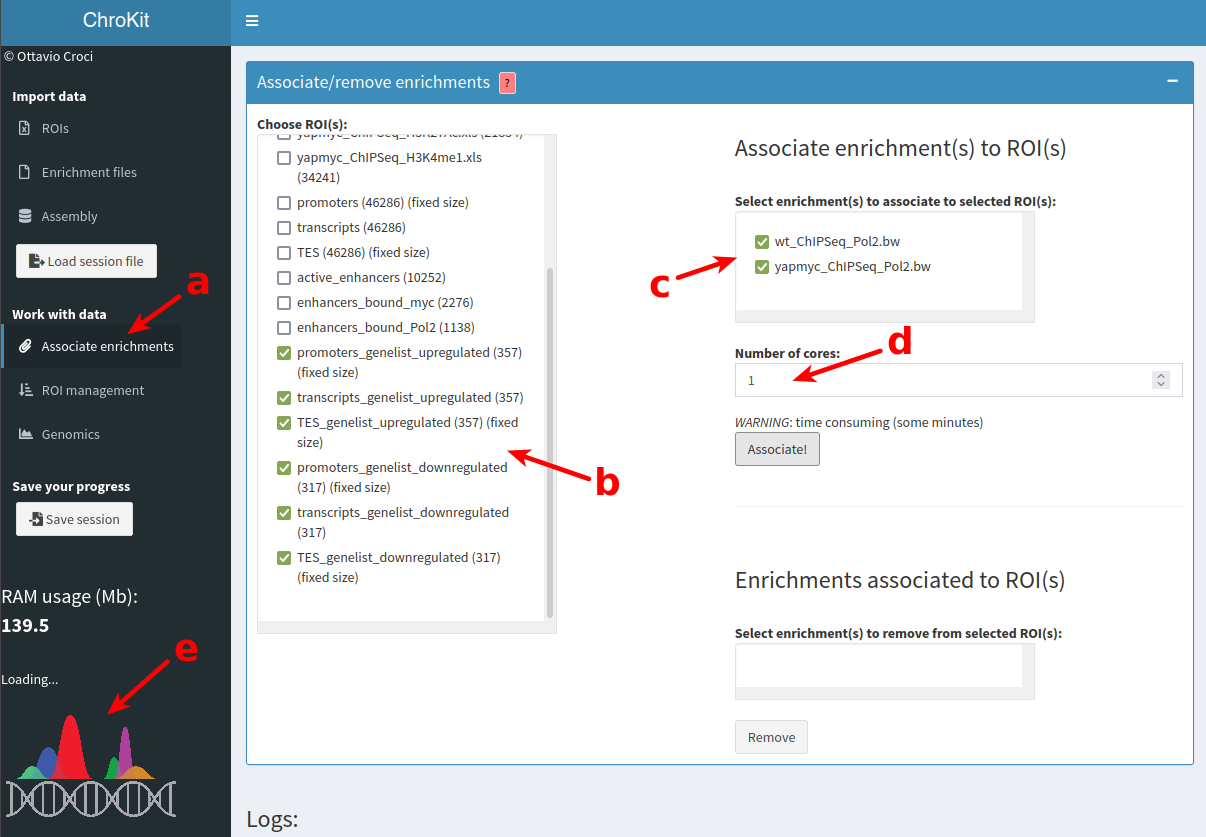 ChroKit
© Ottavio Croci
Import data
ROIs
Enrichment files
Assembly
Load session file
a
Work with data
Associate enrichments
ROI management
Genomics
Save your progress
Save session
RAM usage (Mb):
139.5
e
Loading...
Associate/remove enrichments ?
Choose ROI(s):
yapmyc_ChIPSeq_H3K4me1.xls
(34241)
promoters (46286) (fixed size)
transcripts (46286)
TES (46286) (fixed size)
active_enhancers (10252)
enhancers_bound_myc (2276)
enhancers_bound_Pol2 (1138)
promoters_genelist_upregulated (357)
(fixed size)
transcripts_genelist_upregulated (357)
TES_genelist_upregulated (357) (fixed
size)
promoters_genelist_downregulated
(317) (fixed size)
transcripts_genelist_downregulated
(317)
TES_genelist_downregulated (317)
(fixed size)
b
Associate enrichment(s) to ROI(s)
Select enrichment(s) to associate to selected ROI(s):
wt_ChIPSeq_Pol2.bw
yapmyc_ChIPSeq_Pol2.bw
c
Number of cores:
d
1
WARNING: time consuming (some minutes)
Associate!
Enrichments associated to ROI(s)
Select enrichment(s) to remove from selected ROI(s):
Remove
Logs: